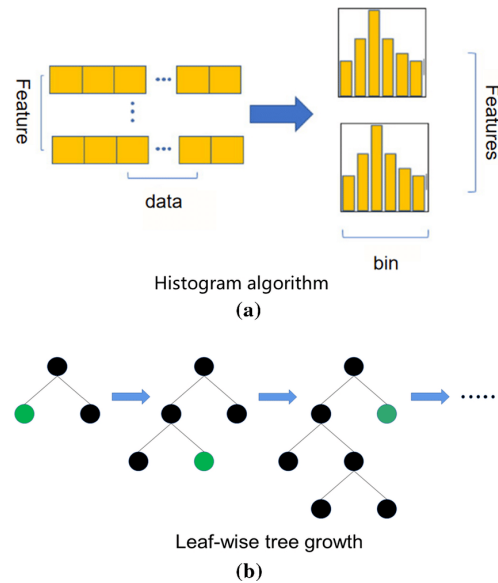 Feature
data
Features
bin
Histogram algorithm
(a)
Leaf-wise tree growth
(b)